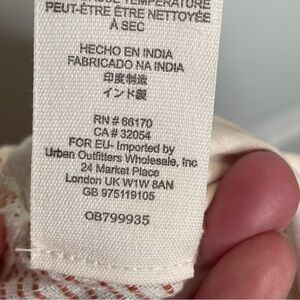 TEMPÉRATURE
PEUT-ÊTRE ÊTRE NETTOYÉE
À SEC
HECHO EN INDIA
FABRICADO NA INDIA
印度制造
インド製
RN # 66170
CA # 32054
FOR EU- Imported by
Urban Outfitters Wholesale, Inc
24 Market Place
London UK W1W 8AN
GB 975119105
OB799935